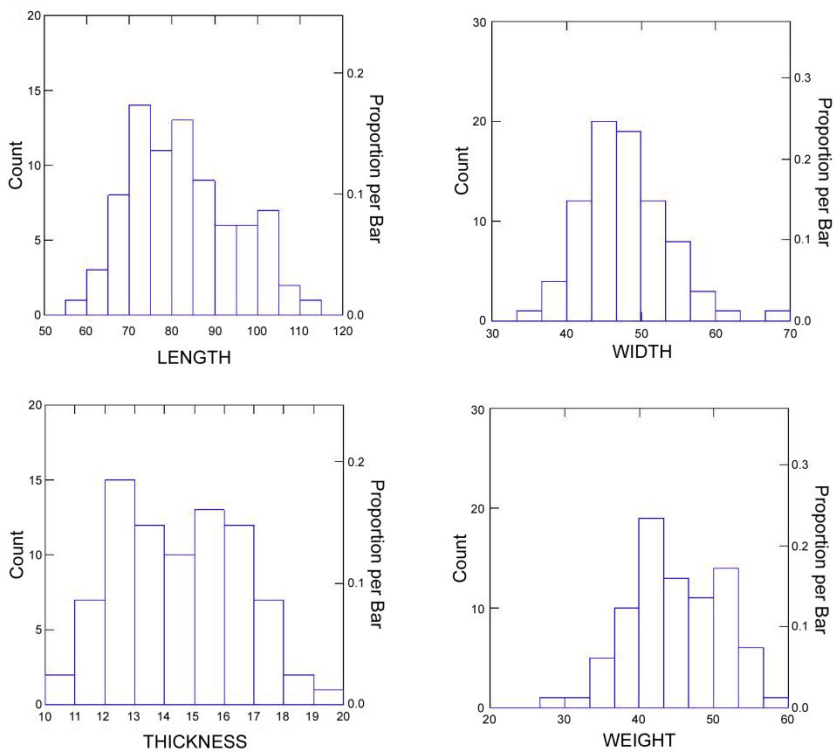 20
15
10
5
0
Count
0.2
0.1
0.0
Proportion per Bar
50 60 70 80 90 100 110 120
LENGTH
30
20
10
0
Count
0.3
0.2
0.1
0.0
Proportion per Bar
30 40 50 60 70
WIDTH
20
15
10
5
0
Count
0.2
0.1
0.0
Proportion per Bar
10 11 12 13 14 15 16 17 18 19 20
THICKNESS
30
20
10
0
Count
0.3
0.2
0.1
0.0
Proportion per Bar
20 30 40 50 60
WEIGHT